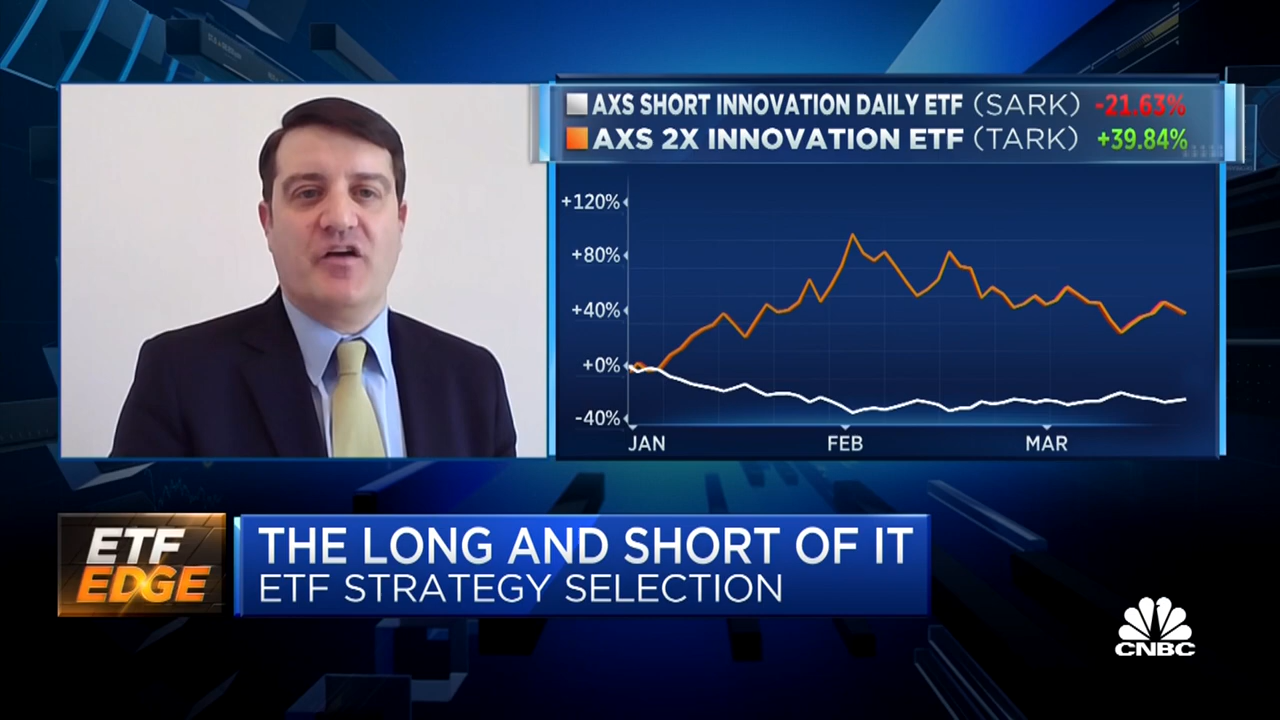 AXS SHORT INNOVATION DAILY ETF (SARK) -21.63%
AXS 2X INNOVATION ETF (TARK) +39.84%
+120%
+80%
+40%
+0%
-40%
JAN FEB MAR
ETF EDGE
THE LONG AND SHORT OF IT
ETF STRATEGY SELECTION
CNBC